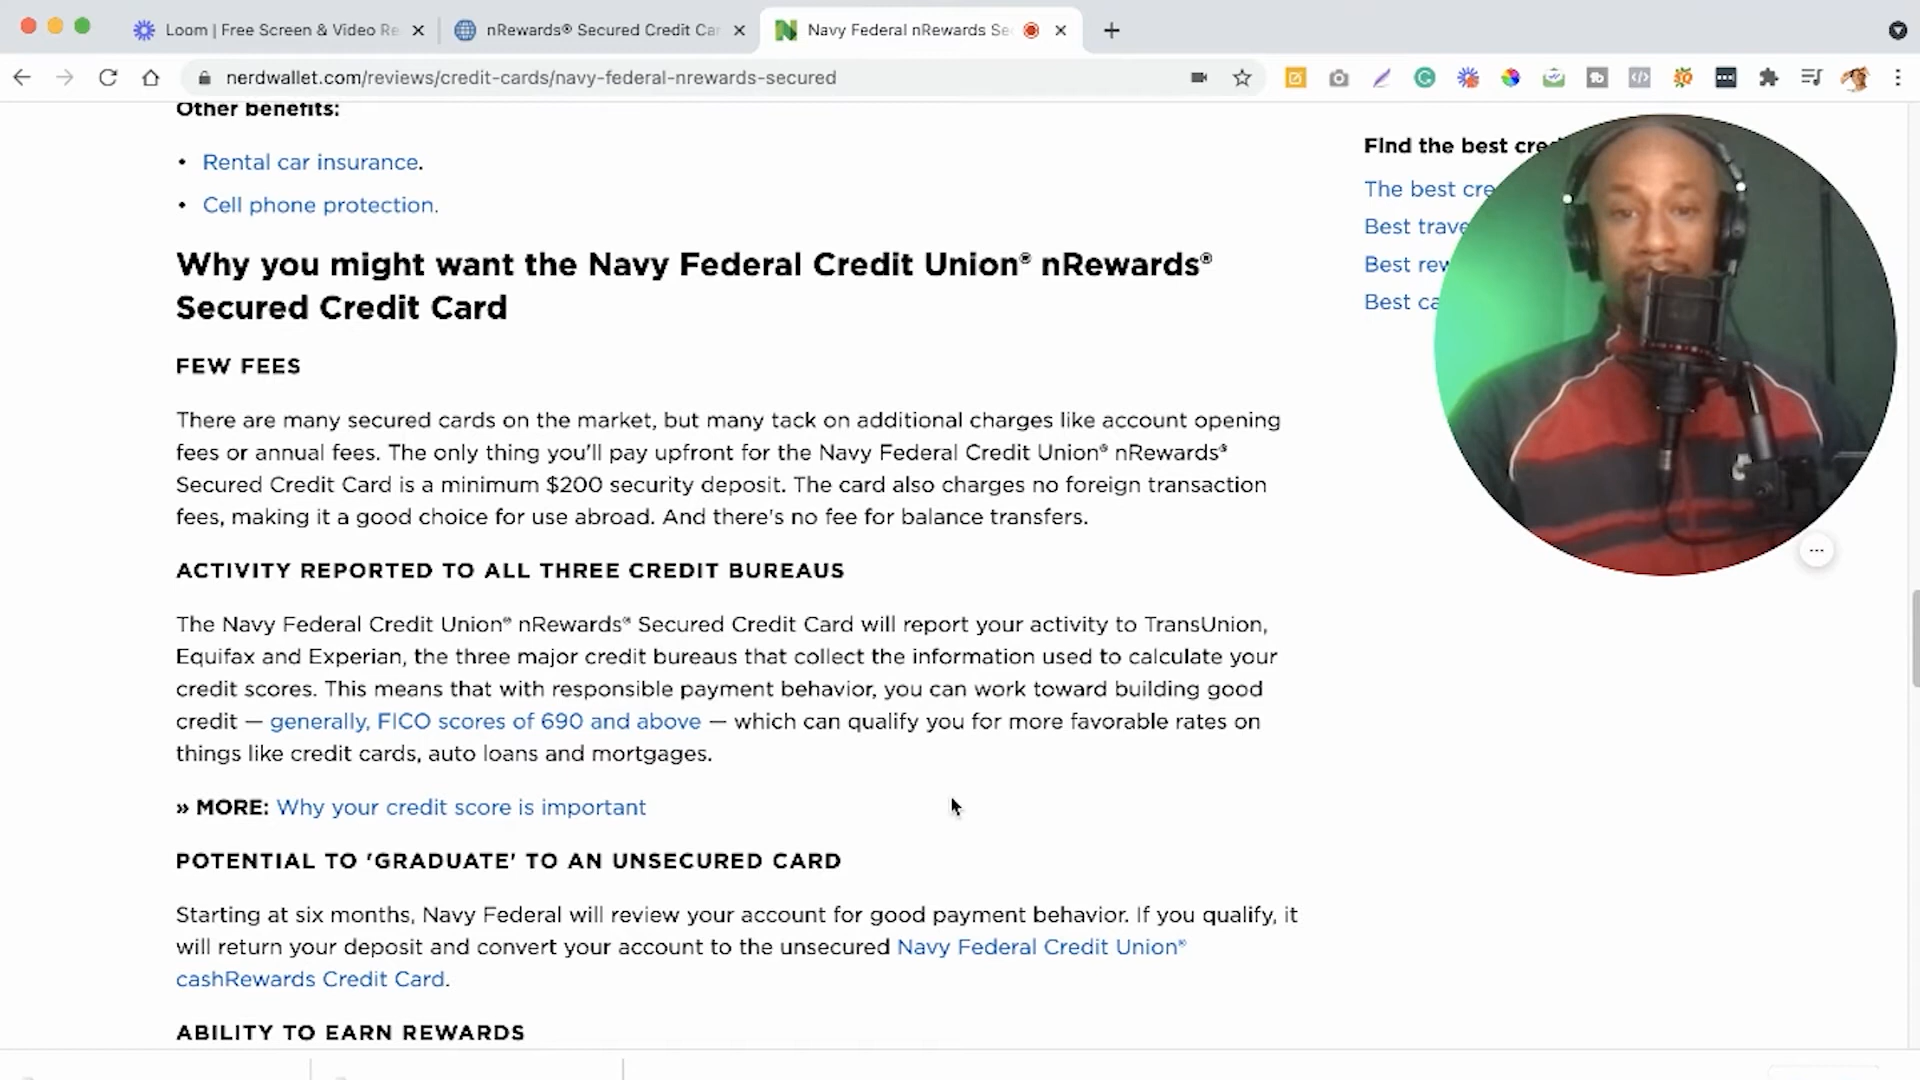 Loom | Free Screen & Video Re
nRewards® Secured Credit Car
Navy Federal nRewards Sec
nerdwallet.com/reviews/credit-cards/navy-federal-nrewards-secured
Other benefits:
• Rental car insurance.
• Cell phone protection.
Why you might want the Navy Federal Credit Union® nRewards®
Secured Credit Card
FEW FEES
There are many secured cards on the market, but many tack on additional charges like account opening
fees or annual fees. The only thing you'll pay upfront for the Navy Federal Credit Union® nRewards®
Secured Credit Card is a minimum $200 security deposit. The card also charges no foreign transaction
fees, making it a good choice for use abroad. And there's no fee for balance transfers.
ACTIVITY REPORTED TO ALL THREE CREDIT BUREAUS
The Navy Federal Credit Union® nRewards® Secured Credit Card will report your activity to TransUnion,
Equifax and Experian, the three major credit bureaus that collect the information used to calculate your
credit scores. This means that with responsible payment behavior, you can work toward building good
credit — generally, FICO scores of 690 and above — which can qualify you for more favorable rates on
things like credit cards, auto loans and mortgages.
» MORE: Why your credit score is important
POTENTIAL TO 'GRADUATE' TO AN UNSECURED CARD
Starting at six months, Navy Federal will review your account for good payment behavior. If you qualify, it
will return your deposit and convert your account to the unsecured Navy Federal Credit Union®
cashRewards Credit Card.
ABILITY TO EARN REWARDS
Find the best cre
The best cre
Best trave
Best rew
Best ca